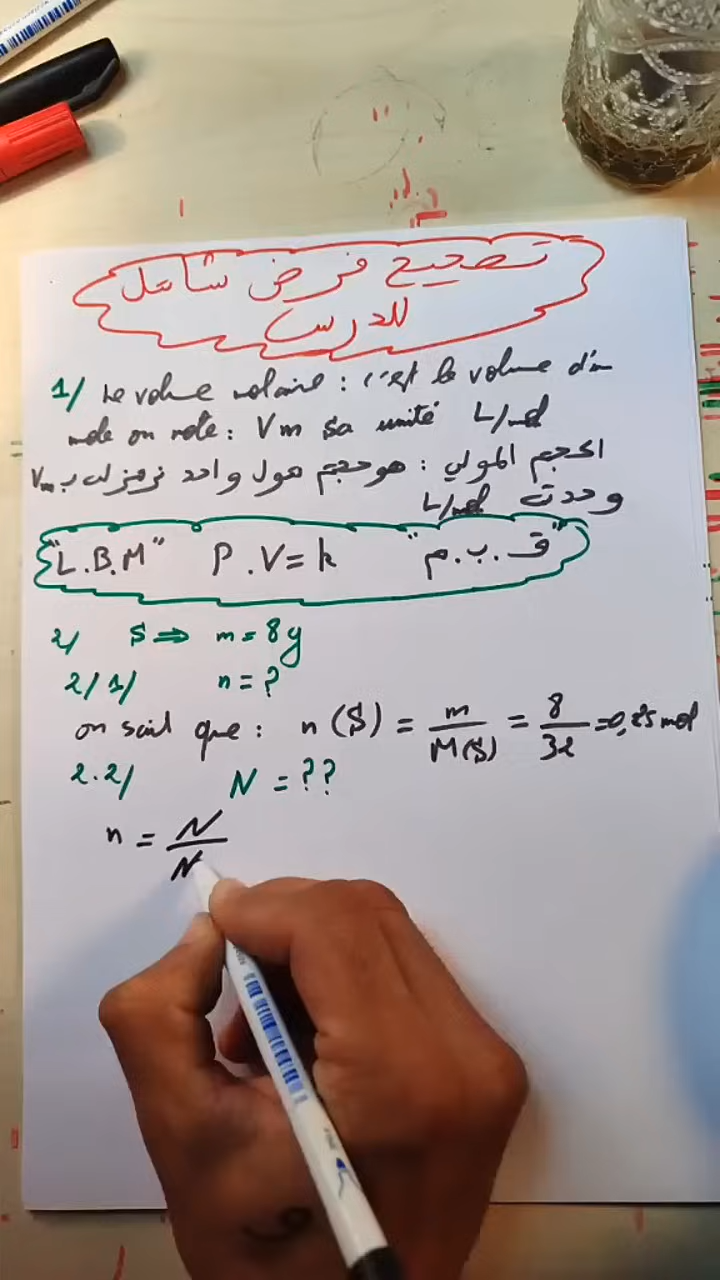 تصحيح فرض شامل
للدرس
1/ Le volume molaire : c'est le volume d'un
mole on note : Vm sa unité L/mol
الحجم المولي : هو حجم مول واحد نرمز له ب Vm
وحدته L/mol
"L.B.M" P.V=k "ق.ب.م"
2/ S ⇒ m = 8g
2/1/ n = ?
on sait que : n(S) = m/M(S) = 8/32 = 0,25 mol
2.2/ N = ??
n = N/N